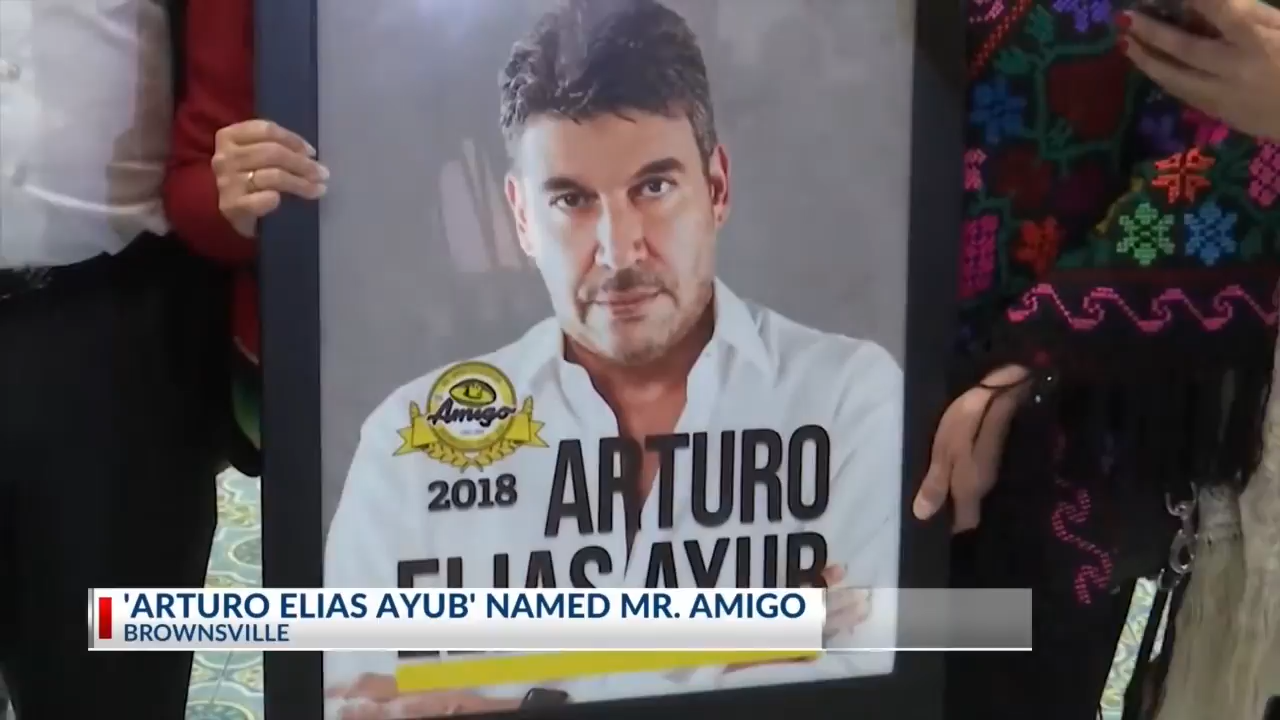 Amigo
2018
ARTURO
ELIAS AYUB
'ARTURO ELIAS AYUB' NAMED MR. AMIGO
BROWNSVILLE